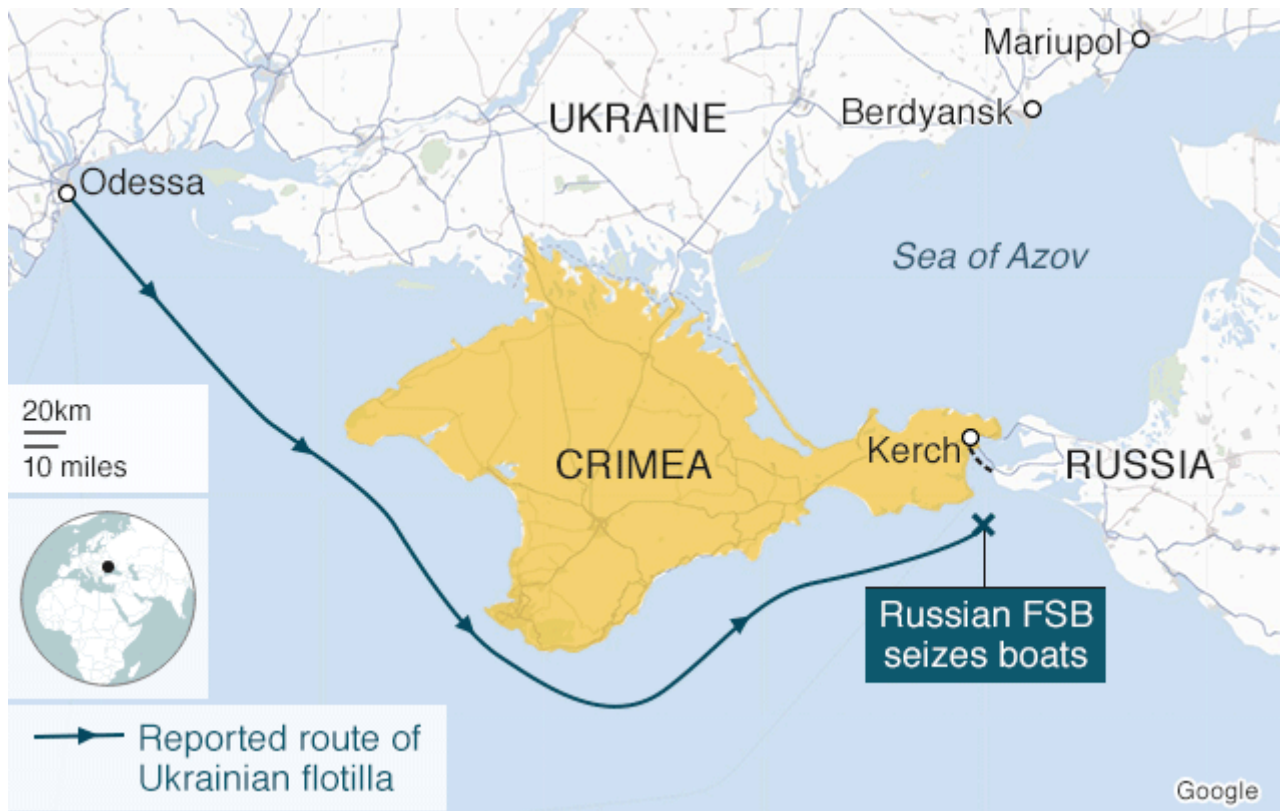 Mariupol
Berdyansk
UKRAINE
Odessa
Sea of Azov
20km
10 miles
CRIMEA
Kerch
RUSSIA
Russian FSB
seizes boats
Reported route of
Ukrainian flotilla
Google